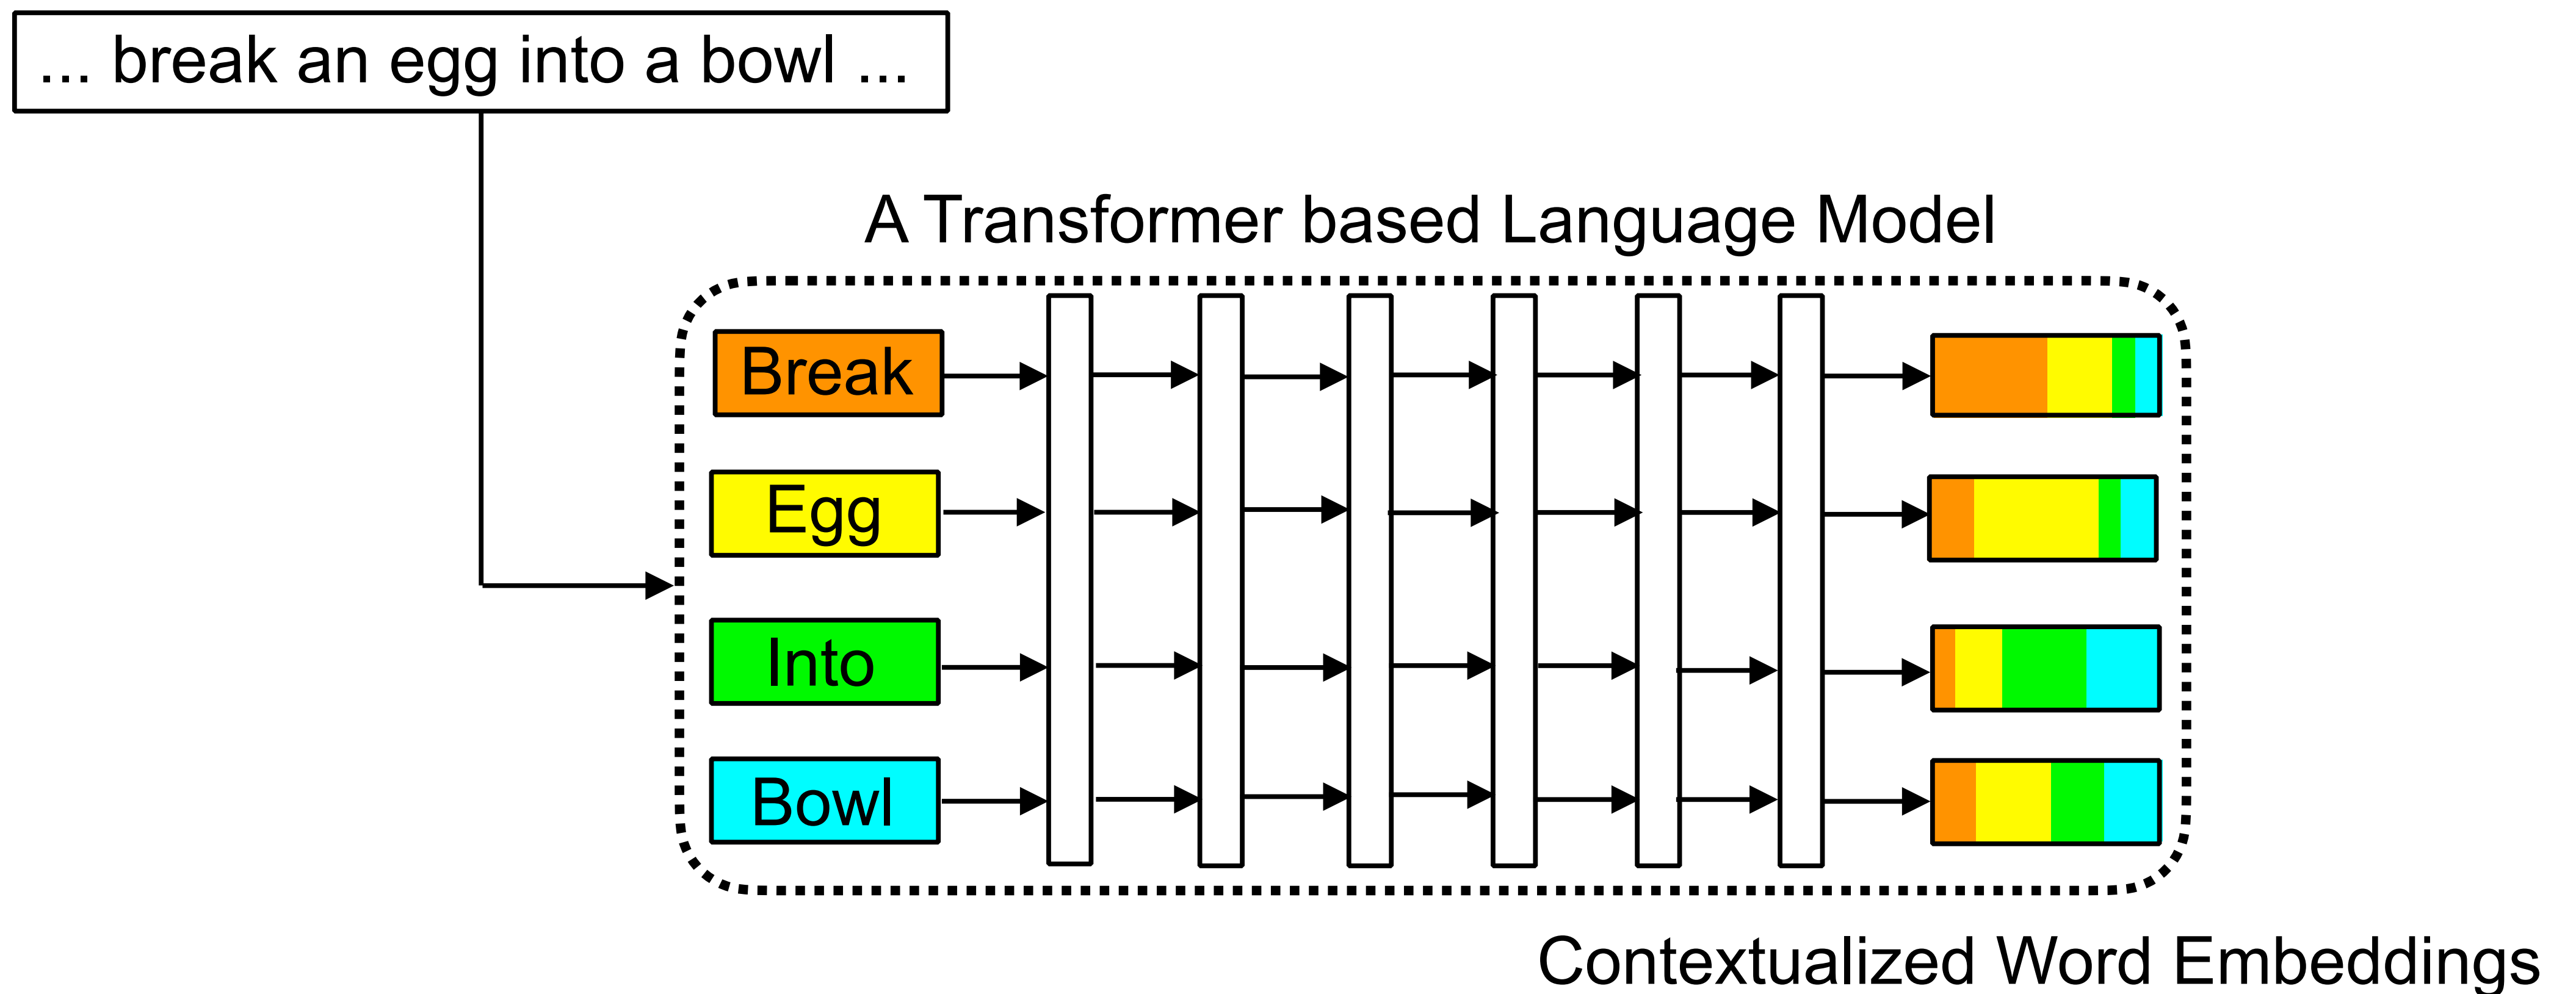 ... break an egg into a bowl ...
A Transformer based Language Model
Break
Egg
Into
Bowl
Contextualized Word Embeddings